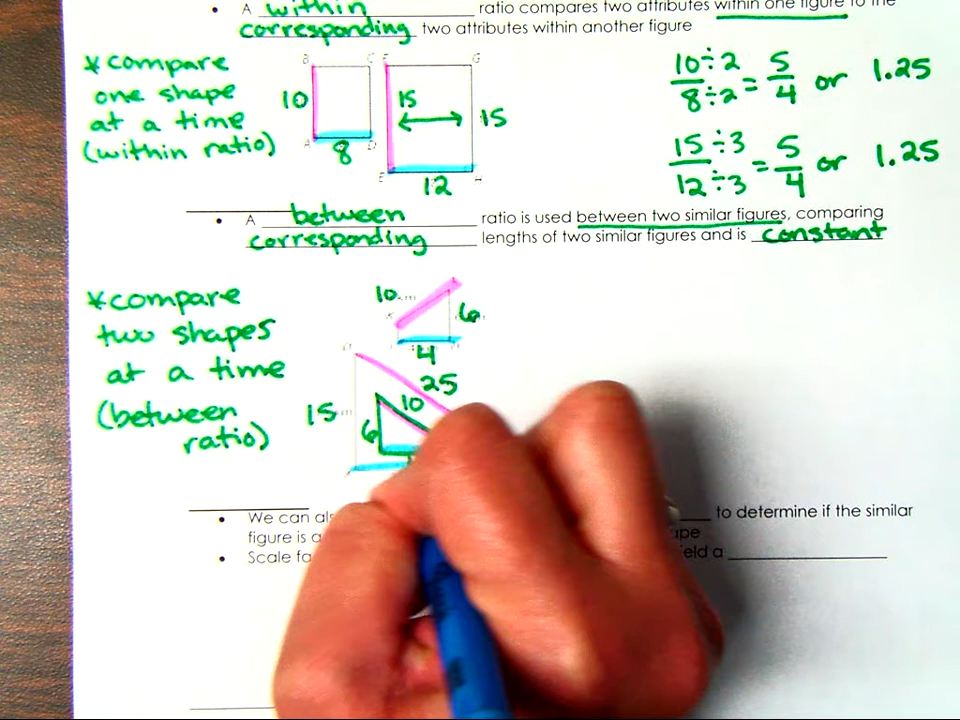 • A within ratio compares two attributes within one figure to the
corresponding two attributes within another figure
*compare
one shape
at a time
(within ratio)
B C F G
10 15 15
A 8 D
E 12 H
10÷2 / 8÷2 = 5/4 or 1.25
15÷3 / 12÷3 = 5/4 or 1.25
• A between ratio is used between two similar figures, comparing
corresponding lengths of two similar figures and is constant
*compare
two shapes
at a time
(between
ratio)
10 6
4
25
15 10
6
• We can als to determine if the similar
figure is a
• Scale fa eld a